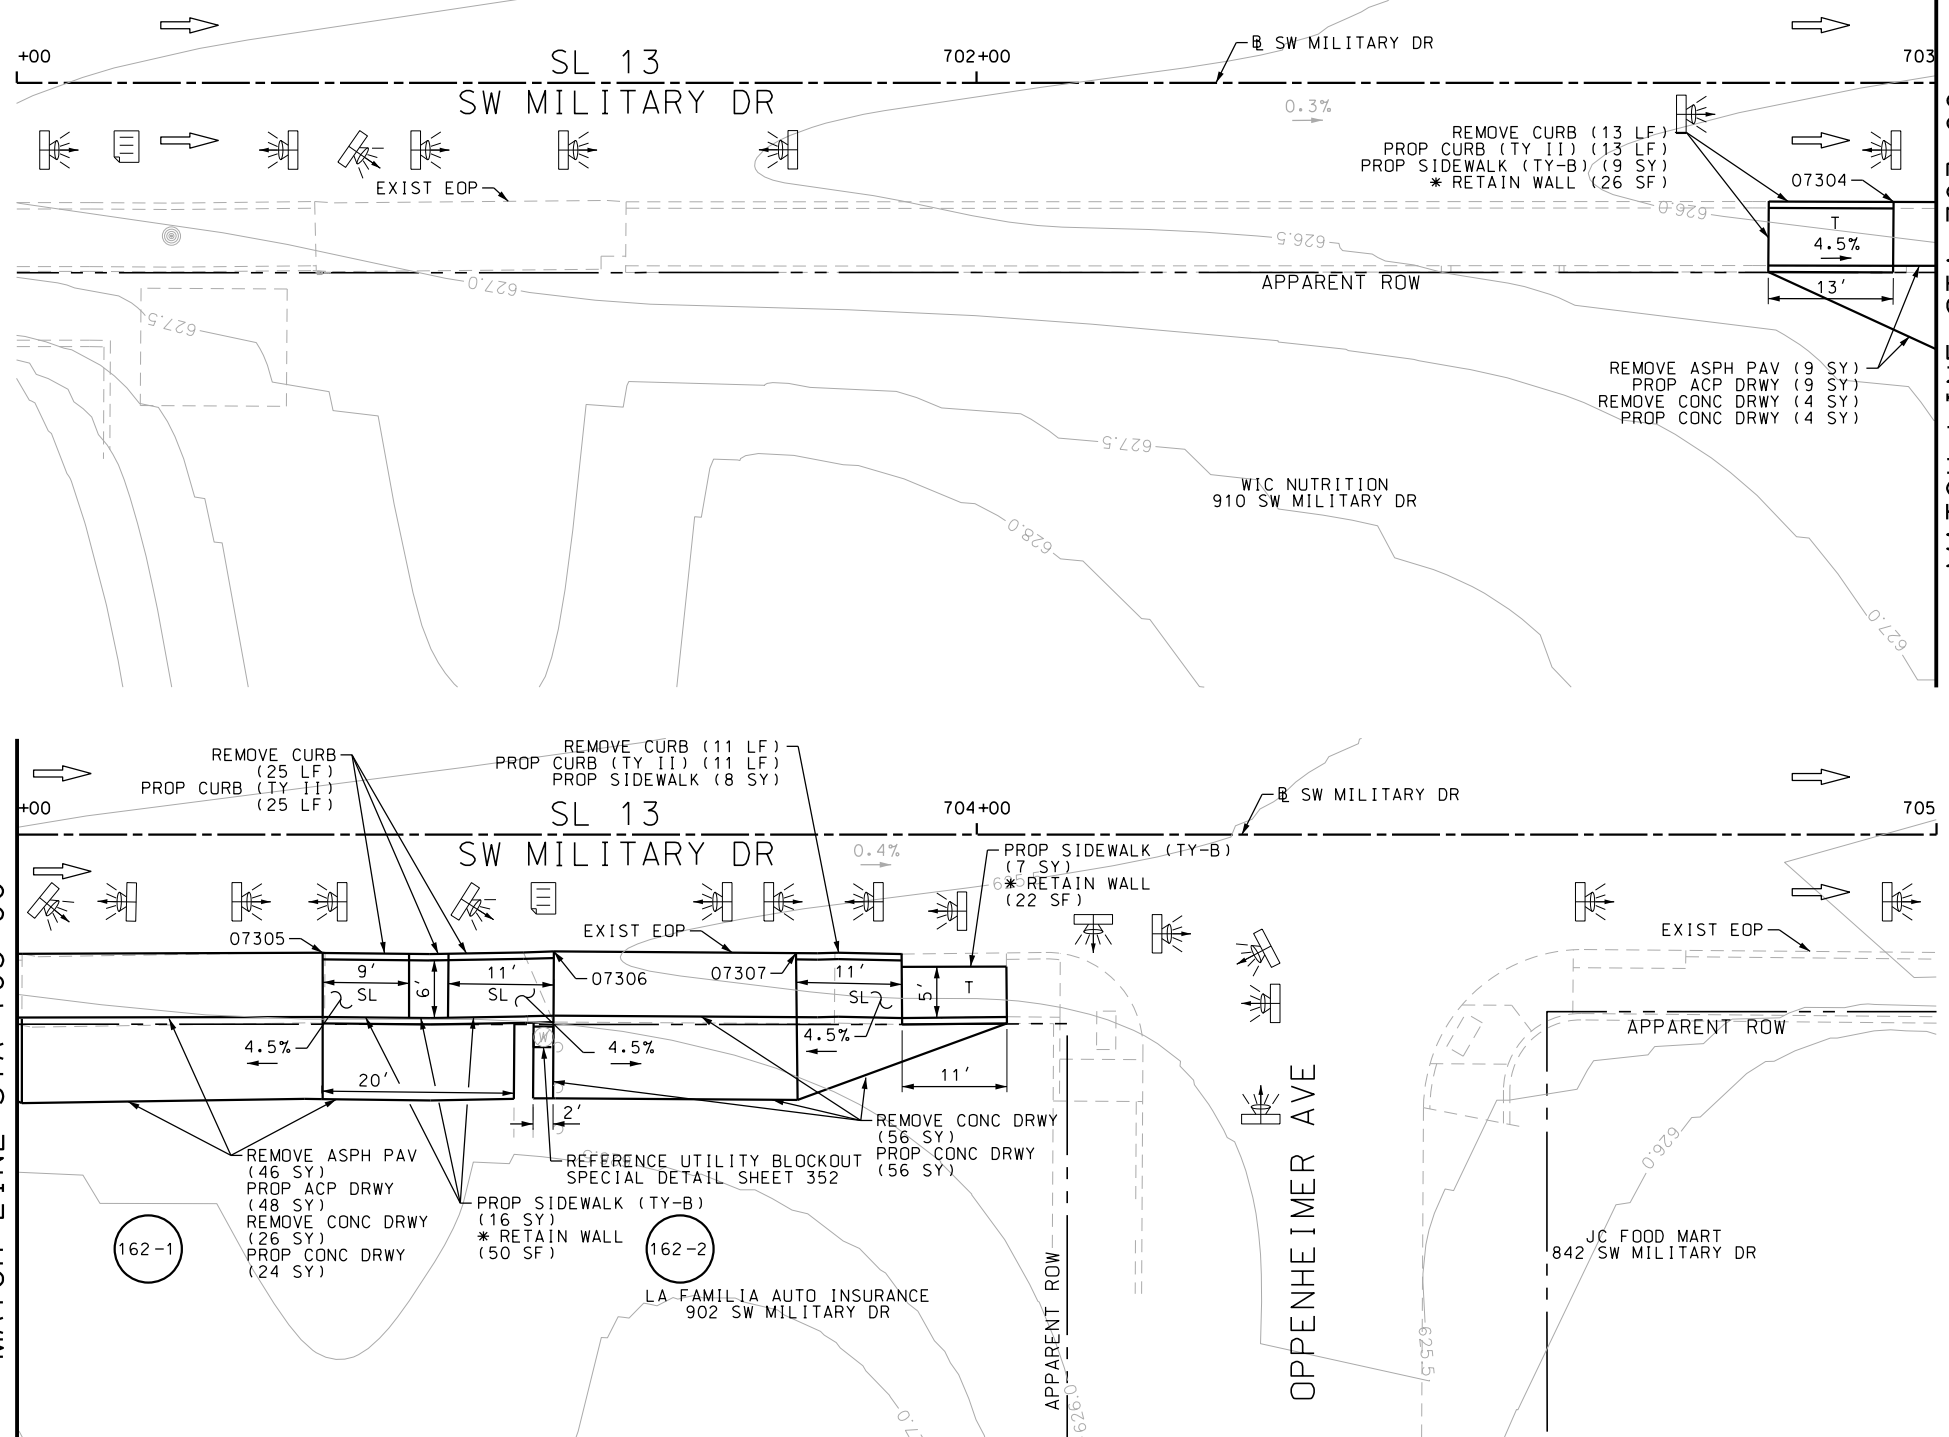 +00
SL 13
702+00
℄ SW MILITARY DR
703
SW MILITARY DR
0.3%
REMOVE CURB (13 LF)
PROP CURB (TY II) (13 LF)
PROP SIDEWALK (TY-B) (9 SY)
* RETAIN WALL (26 SF)
EXIST EOP
07304
626.0
T
4.5%
626.5
APPARENT ROW
627.0
13'
627.5
REMOVE ASPH PAV (9 SY)
PROP ACP DRWY (9 SY)
REMOVE CONC DRWY (4 SY)
PROP CONC DRWY (4 SY)
627.5
WIC NUTRITION
910 SW MILITARY DR
628.0
627.0
REMOVE CURB
(25 LF)
PROP CURB (TY II)
(25 LF)
REMOVE CURB (11 LF)
PROP CURB (TY II) (11 LF)
PROP SIDEWALK (8 SY)
+00
SL 13
704+00
℄ SW MILITARY DR
705
SW MILITARY DR
0.4%
PROP SIDEWALK (TY-B)
(7 SY)
* RETAIN WALL
(22 SF)
07305
EXIST EOP
EXIST EOP
9'
SL
6'
11'
SL
07306
07307
11'
SL
5'
T
APPARENT ROW
4.5%
4.5%
4.5%
W
20'
11'
2'
REMOVE CONC DRWY
(56 SY)
PROP CONC DRWY
(56 SY)
REMOVE ASPH PAV
(46 SY)
PROP ACP DRWY
(48 SY)
REMOVE CONC DRWY
(26 SY)
PROP CONC DRWY
(24 SY)
REFERENCE UTILITY BLOCKOUT
SPECIAL DETAIL SHEET 352
PROP SIDEWALK (TY-B)
(16 SY)
* RETAIN WALL
(50 SF)
162-1
162-2
LA FAMILIA AUTO INSURANCE
902 SW MILITARY DR
APPARENT ROW
OPPENHEIMER AVE
626.0
JC FOOD MART
842 SW MILITARY DR
625.5
626.0